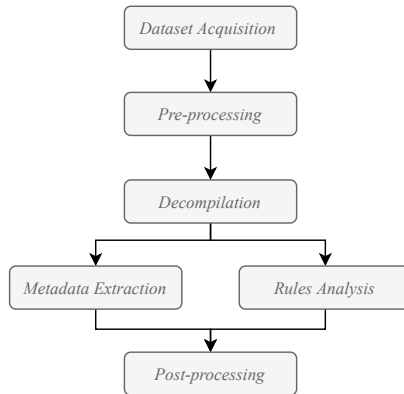 Dataset Acquisition
Pre-processing
Decompilation
Metadata Extraction
Rules Analysis
Post-processing